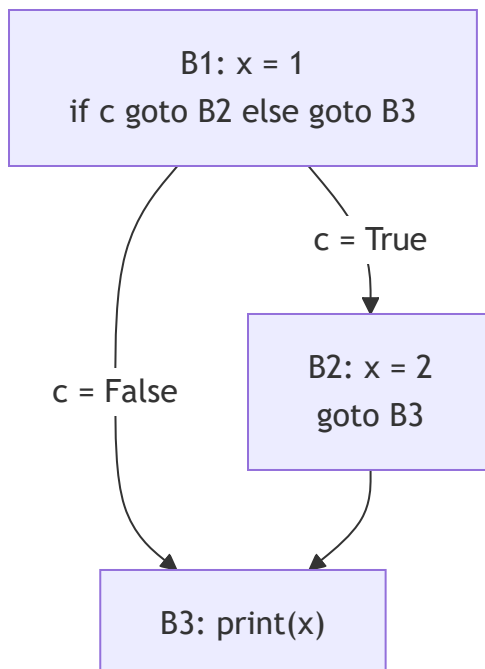 B1: x = 1
if c goto B2 else goto B3
c = True
B2: x = 2
goto B3
c = False
B3: print(x)